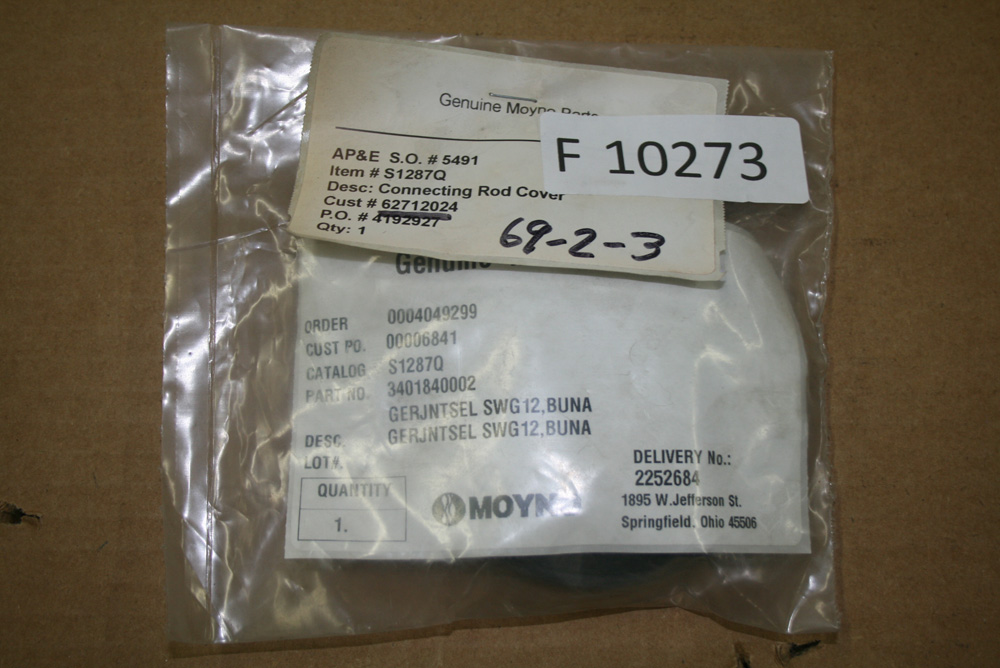 Genuine Moyno Parts
F 10273
AP&E S.O. # 5491
Item # S1287Q
Desc: Connecting Rod Cover
Cust # 62712024
P.O. # 4192927
Qty: 1
69-2-3
Genuine
ORDER 0004049299
CUST PO. 00006841
CATALOG S1287Q
PART NO. 3401840002
GERJNTSEL SWG12,BUNA
DESC. GERJNTSEL SWG12,BUNA
LOT#.
QUANTITY
1.
MOYNO
DELIVERY No.:
2252684
1895 W.Jefferson St.
Springfield, Ohio 45506